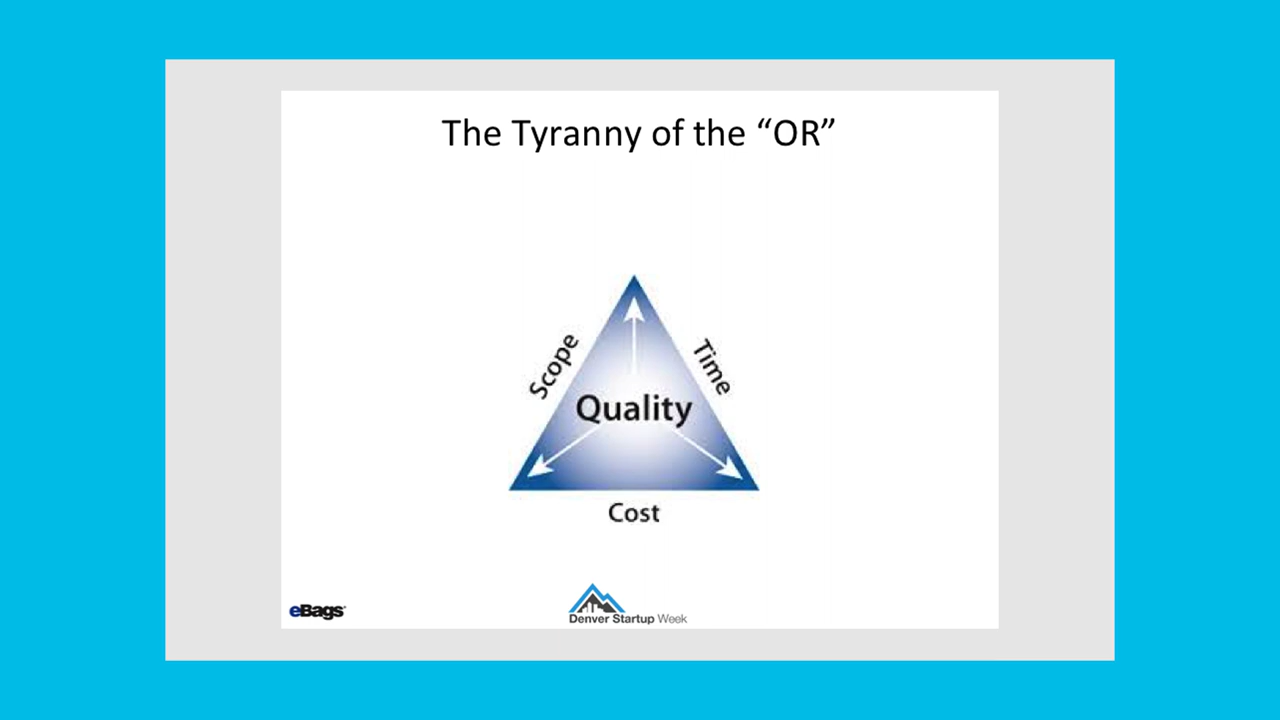 The Tyranny of the “OR”
Scope
Time
Quality
Cost
eBags
Denver Startup Week